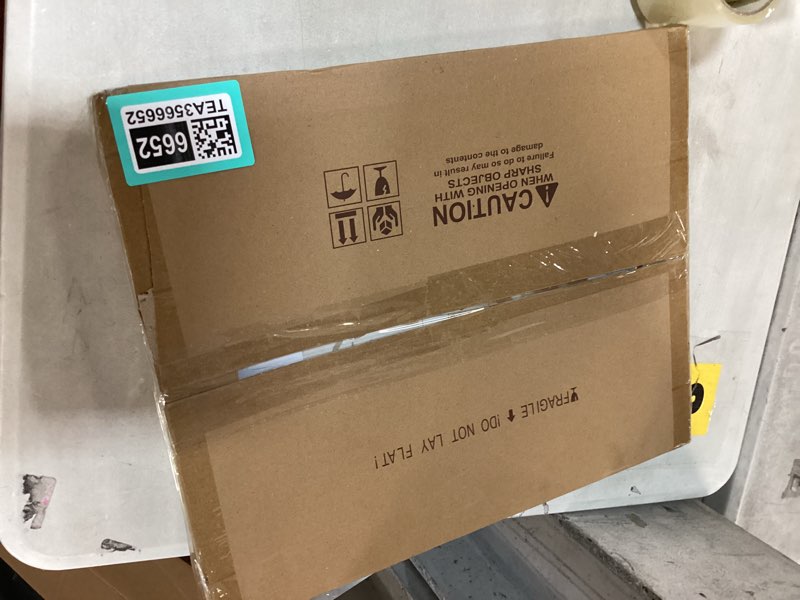 TEA3566652
6652
CAUTION
WHEN OPENING WITH
SHARP OBJECTS
Failure to do so may result in
damage to the contents
FRAGILE ! DO NOT LAY FLAT!